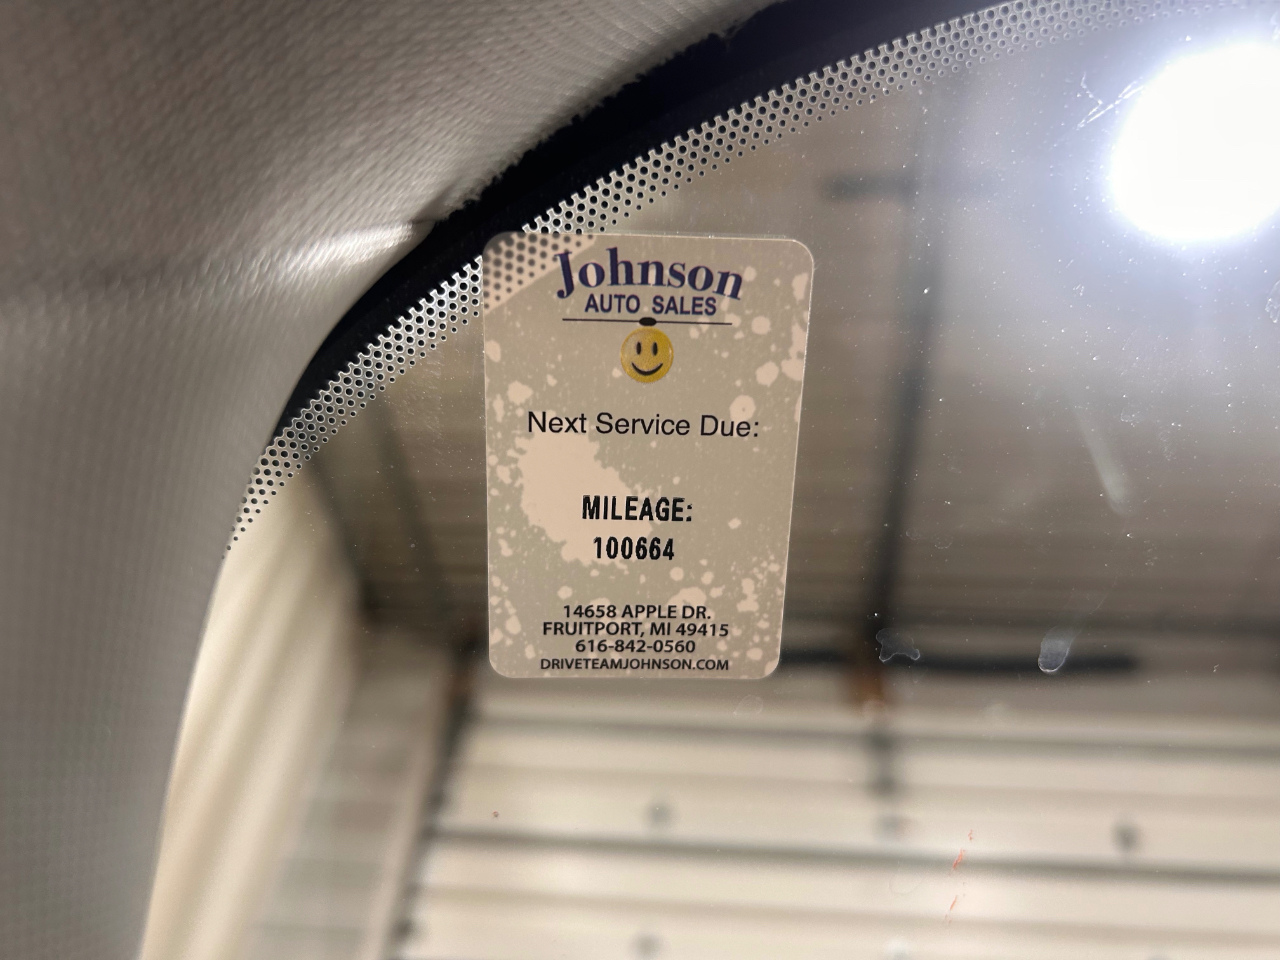 Johnson
AUTO SALES
Next Service Due:
MILEAGE:
100664
14658 APPLE DR.
FRUITPORT, MI 49415
616-842-0560
DRIVETEAMJOHNSON.COM